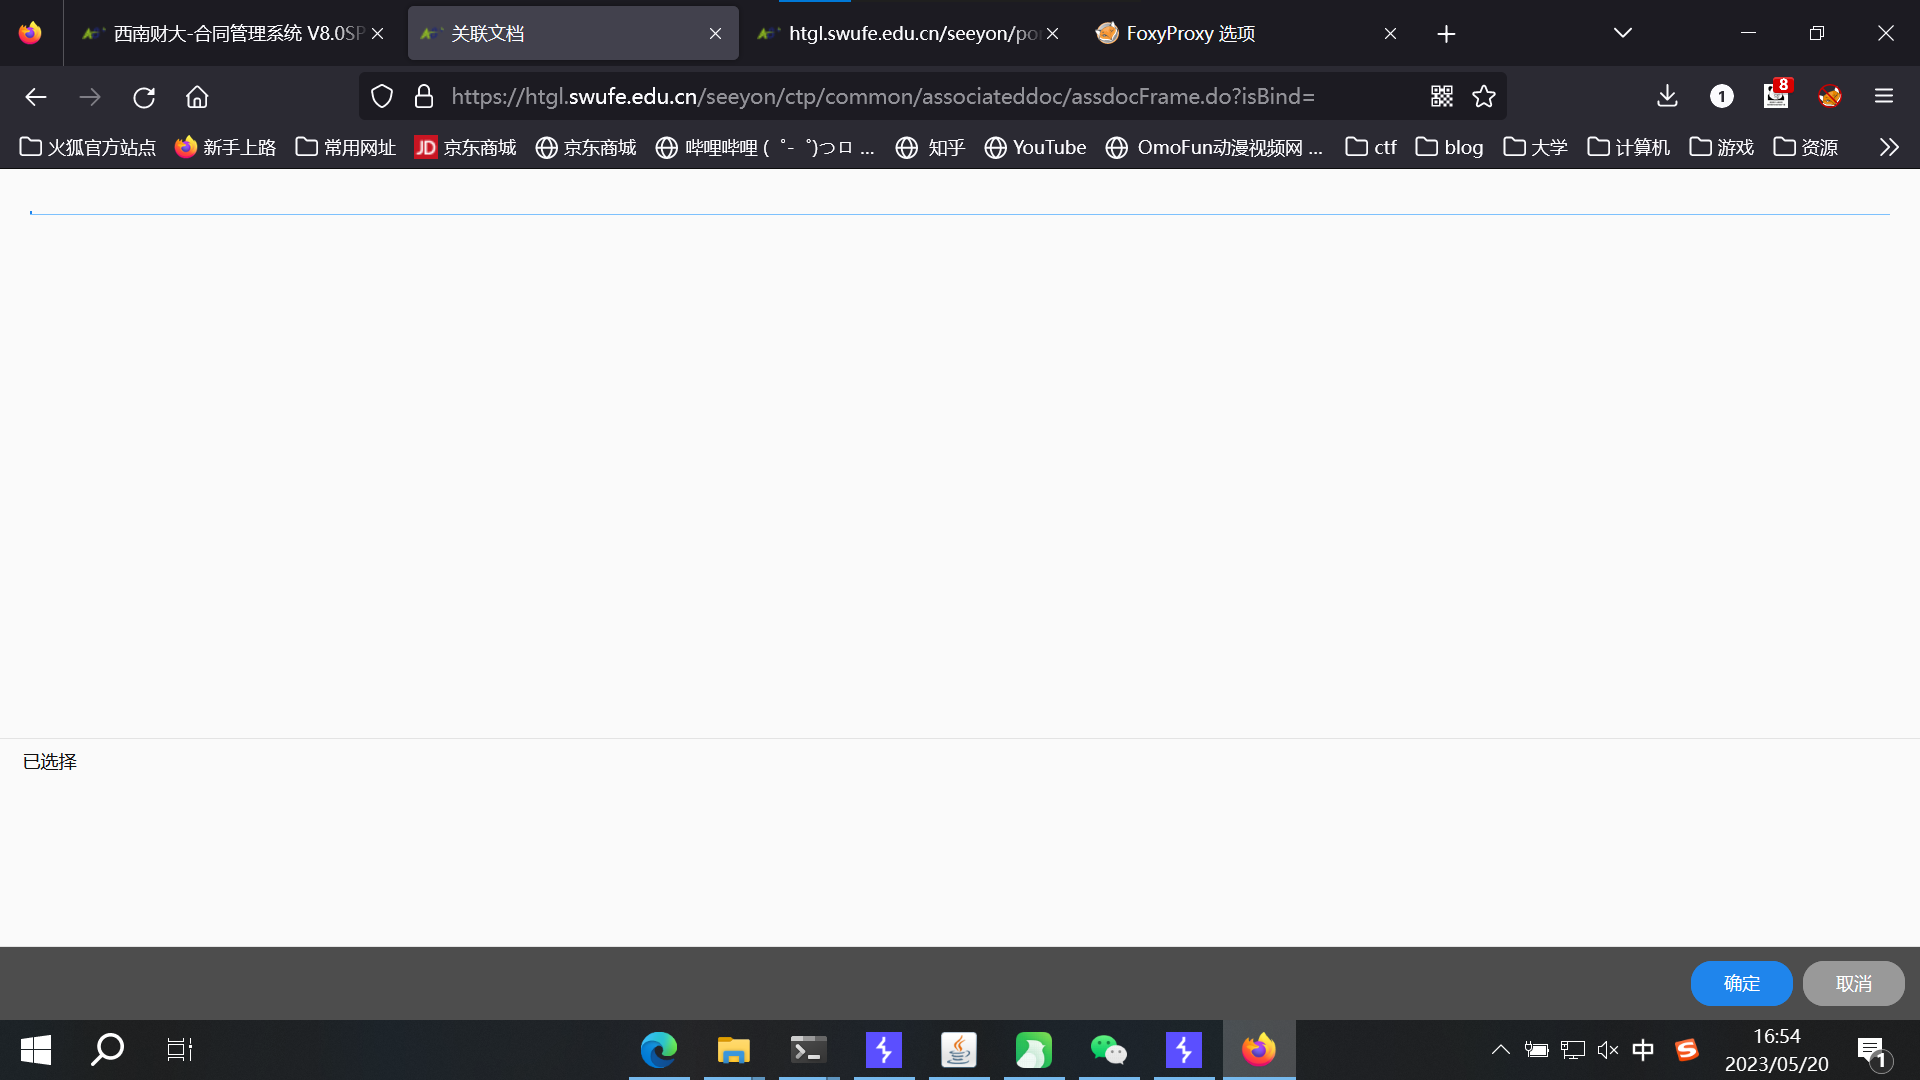 西南财大-合同管理系统 V8.0SP
关联文档
htgl.swufe.edu.cn/seeyon/po
FoxyProxy 选项
https://htgl.swufe.edu.cn/seeyon/ctp/common/associateddoc/assdocFrame.do?isBind=
1
8
火狐官方站点
新手上路
常用网址
JD 京东商城
京东商城
哔哩哔哩 ( ゜- ゜)つロ ...
知乎
YouTube
OmoFun动漫视频网 ...
ctf
blog
大学
计算机
游戏
资源
已选择
确定
取消
中
S
16:54
2023/05/20
1